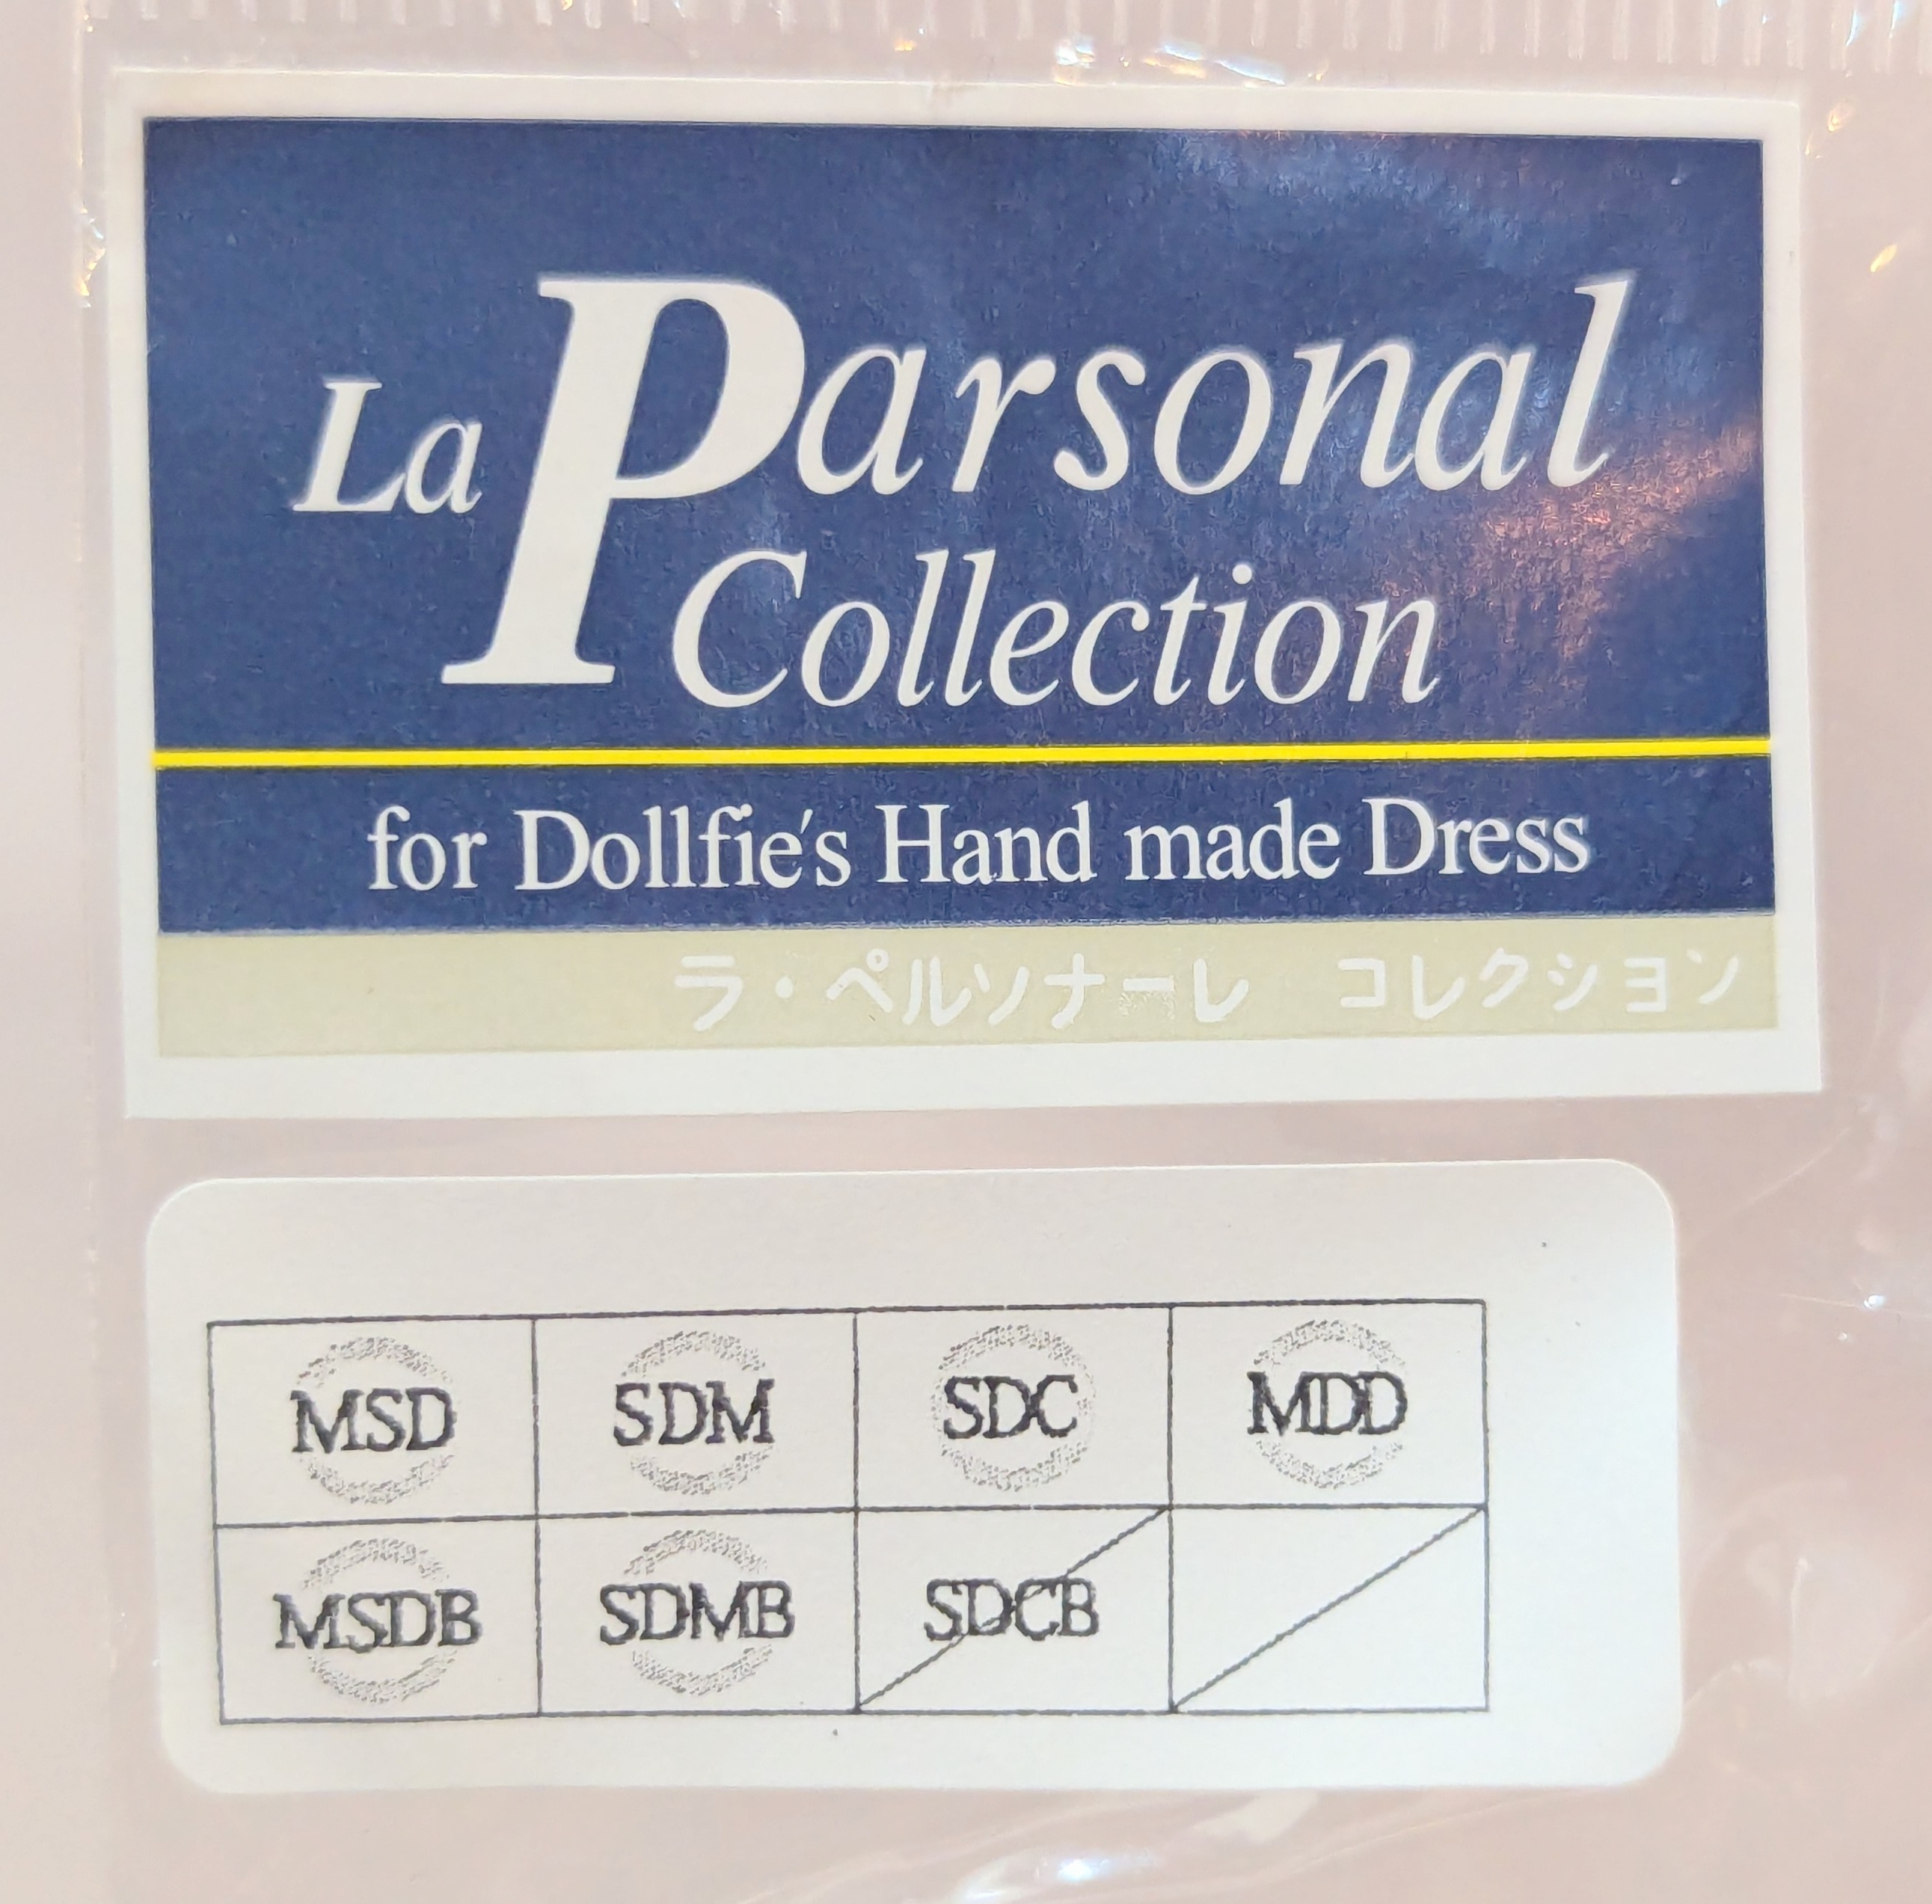 La Parsonal
Collection
for Dollfie's Hand made Dress
ラ・ペルソナーレ コレクション
MSD SDM SDC MDD
MSDB SDMB SDCB